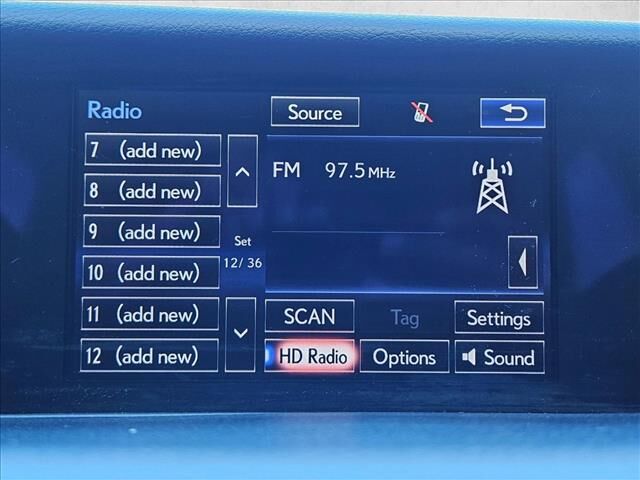 Radio
Source
7 (add new)
8 (add new)
9 (add new)
10 (add new)
11 (add new)
12 (add new)
Set
12/ 36
FM 97.5 MHz
SCAN
Tag
Settings
HD Radio
Options
Sound